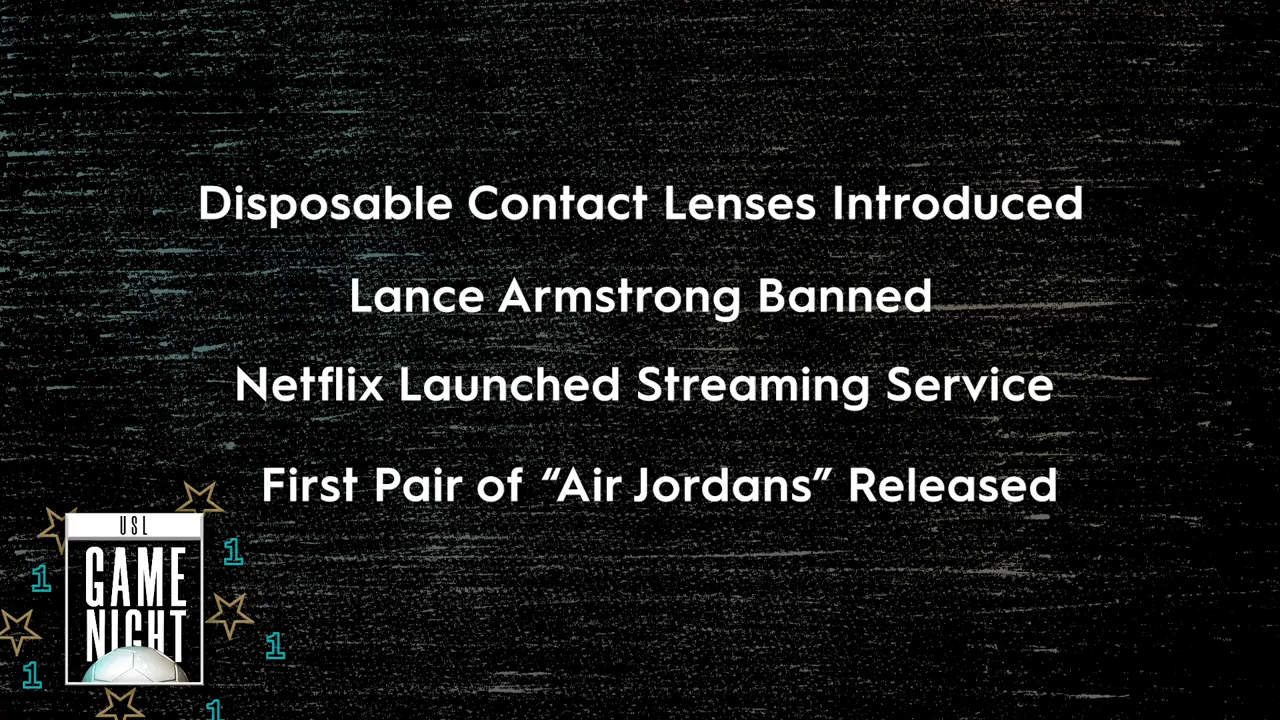 Disposable Contact Lenses Introduced
Lance Armstrong Banned
Netflix Launched Streaming Service
First Pair of “Air Jordans” Released
USL
GAME
NIGHT
1
1
1
1
1